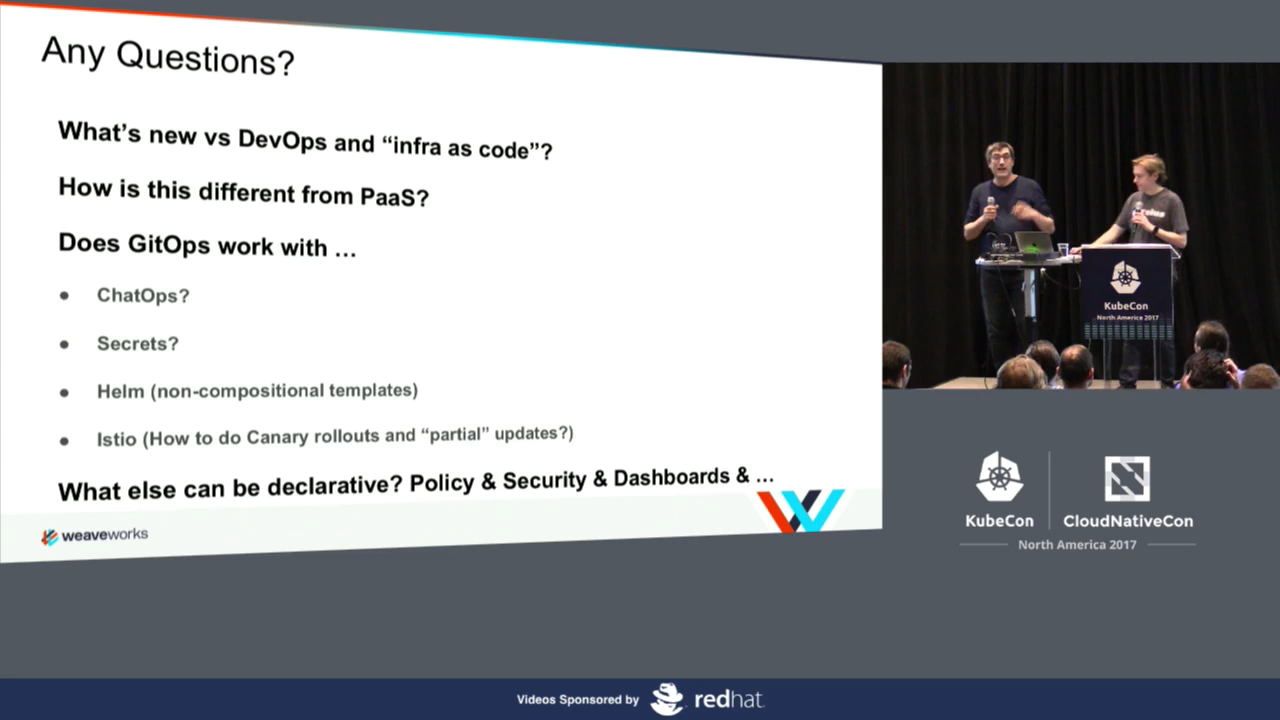 Any Questions?
What's new vs DevOps and “infra as code”?
How is this different from PaaS?
Does GitOps work with …
● ChatOps?
● Secrets?
● Helm (non-compositional templates)
● Istio (How to do Canary rollouts and “partial” updates?)
What else can be declarative? Policy & Security & Dashboards & …
weaveworks
KubeCon
North America 2017
KubeCon
CloudNativeCon
North America 2017
Videos Sponsored by
redhat.